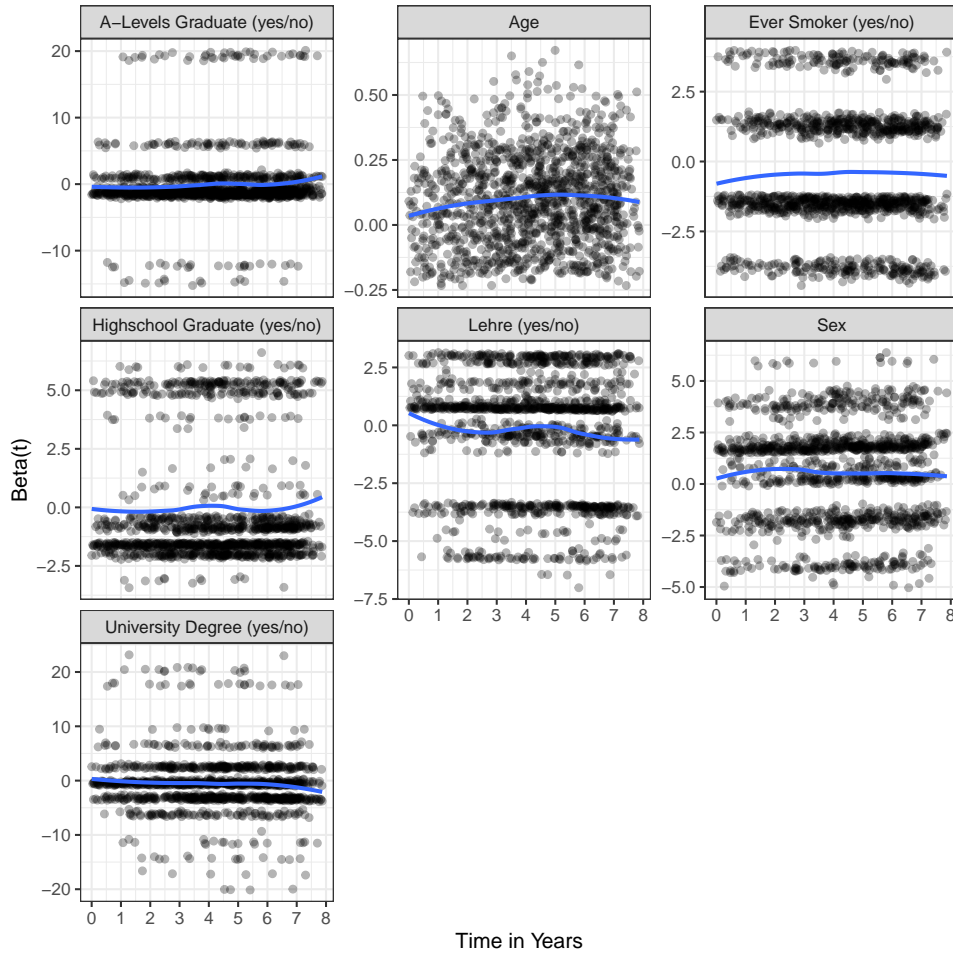 A−Levels Graduate (yes/no)
Age
Ever Smoker (yes/no)
20
10
0
−10
0.50
0.25
0.00
−0.25
2.5
0.0
−2.5
Highschool Graduate (yes/no)
Lehre (yes/no)
Sex
5.0
2.5
0.0
−2.5
2.5
0.0
−2.5
−5.0
−7.5
5.0
2.5
0.0
−2.5
−5.0
0 1 2 3 4 5 6 7 8
0 1 2 3 4 5 6 7 8
University Degree (yes/no)
20
10
0
−10
−20
0 1 2 3 4 5 6 7 8
Beta(t)
Time in Years